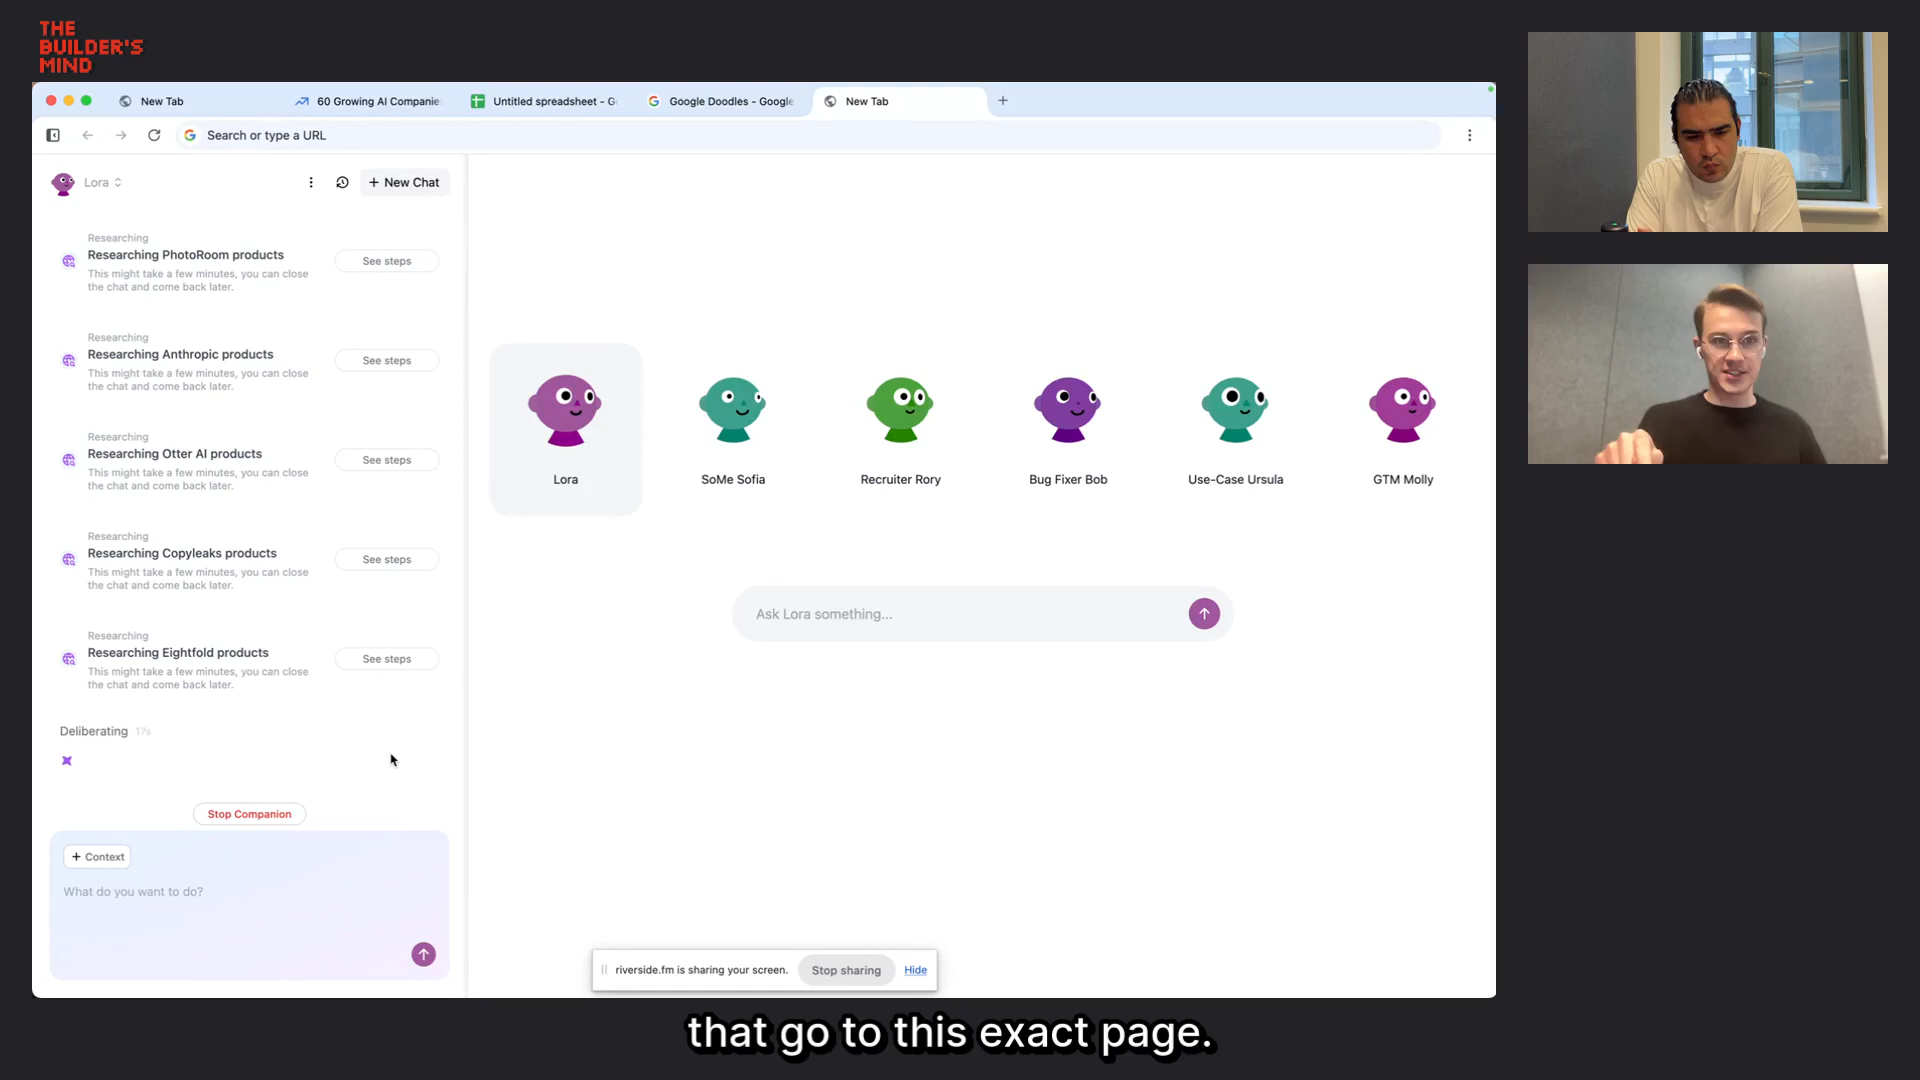 THE
BUILDER'S
MIND
New Tab
60 Growing AI Companie
Untitled spreadsheet - G
Google Doodles - Google
New Tab
Search or type a URL
Lora
+ New Chat
Researching
Researching PhotoRoom products
This might take a few minutes, you can close
the chat and come back later.
See steps
Researching
Researching Anthropic products
This might take a few minutes, you can close
the chat and come back later.
See steps
Researching
Researching Otter AI products
This might take a few minutes, you can close
the chat and come back later.
See steps
Researching
Researching Copyleaks products
This might take a few minutes, you can close
the chat and come back later.
See steps
Researching
Researching Eightfold products
This might take a few minutes, you can close
the chat and come back later.
See steps
Deliberating 17s
Stop Companion
+ Context
What do you want to do?
Lora
SoMe Sofia
Recruiter Rory
Bug Fixer Bob
Use-Case Ursula
GTM Molly
Ask Lora something...
riverside.fm is sharing your screen.
Stop sharing
Hide
that go to this exact page.